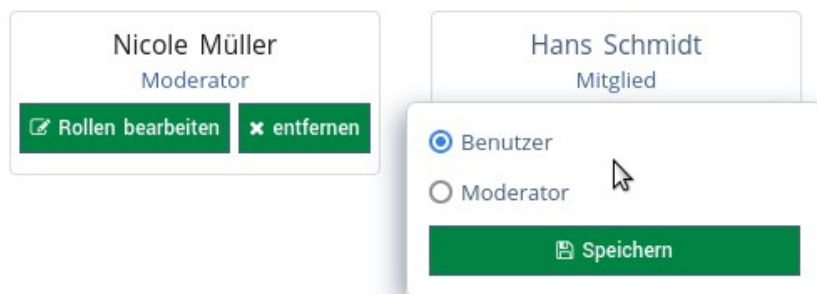 Nicole Müller
Moderator
Rollen bearbeiten
entfernen
Hans Schmidt
Mitglied
Benutzer
Moderator
Speichern